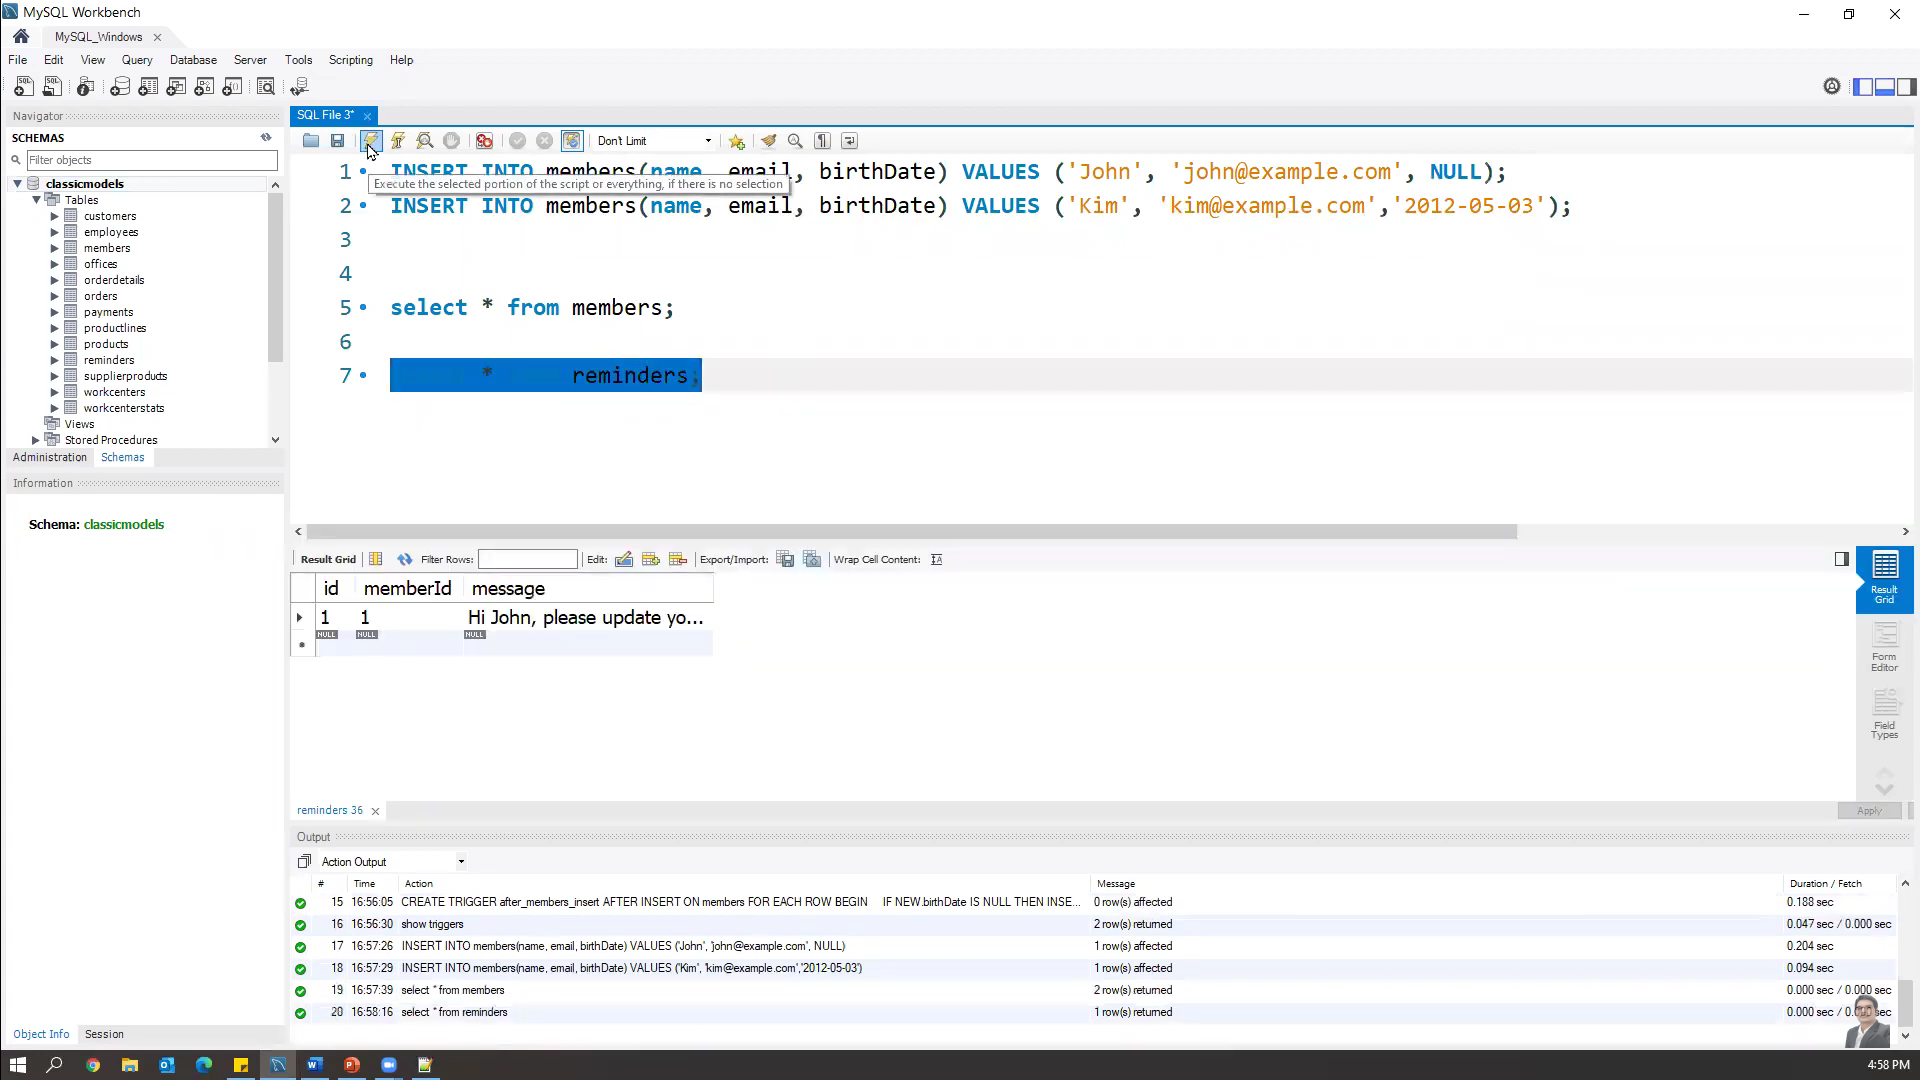 MySQL Workbench
MySQL_Windows
File Edit View Query Database Server Tools Scripting Help
Navigator
SCHEMAS
Filter objects
classicmodels
Tables
customers
employees
members
offices
orderdetails
orders
payments
productlines
products
reminders
supplierproducts
workcenters
workcenterstats
Views
Stored Procedures
Administration Schemas
Information
Schema: classicmodels
Object Info Session
SQL File 3*
Don't Limit
1 INSERT INTO members(name, email, birthDate) VALUES ('John', 'john@example.com', NULL);
Execute the selected portion of the script or everything, if there is no selection
2 INSERT INTO members(name, email, birthDate) VALUES ('Kim', 'kim@example.com','2012-05-03');
3
4
5 select * from members;
6
7 * reminders;
Result Grid Filter Rows: Edit: Export/Import: Wrap Cell Content:
id memberId message
1 1 Hi John, please update yo...
NULL NULL NULL
Result Grid
Form Editor
Field Types
reminders 36
Apply
Output
Action Output
# Time Action Message Duration / Fetch
15 16:56:05 CREATE TRIGGER after_members_insert AFTER INSERT ON members FOR EACH ROW BEGIN IF NEW.birthDate IS NULL THEN INSE... 0 row(s) affected 0.188 sec
16 16:56:30 show triggers 2 row(s) returned 0.047 sec / 0.000 sec
17 16:57:26 INSERT INTO members(name, email, birthDate) VALUES ('John', 'john@example.com', NULL) 1 row(s) affected 0.204 sec
18 16:57:29 INSERT INTO members(name, email, birthDate) VALUES ('Kim', 'kim@example.com','2012-05-03') 1 row(s) affected 0.094 sec
19 16:57:39 select * from members 2 row(s) returned 0.000 sec / 0.000 sec
20 16:58:16 select * from reminders 1 row(s) returned 0.000 sec / 0.000 sec
4:58 PM